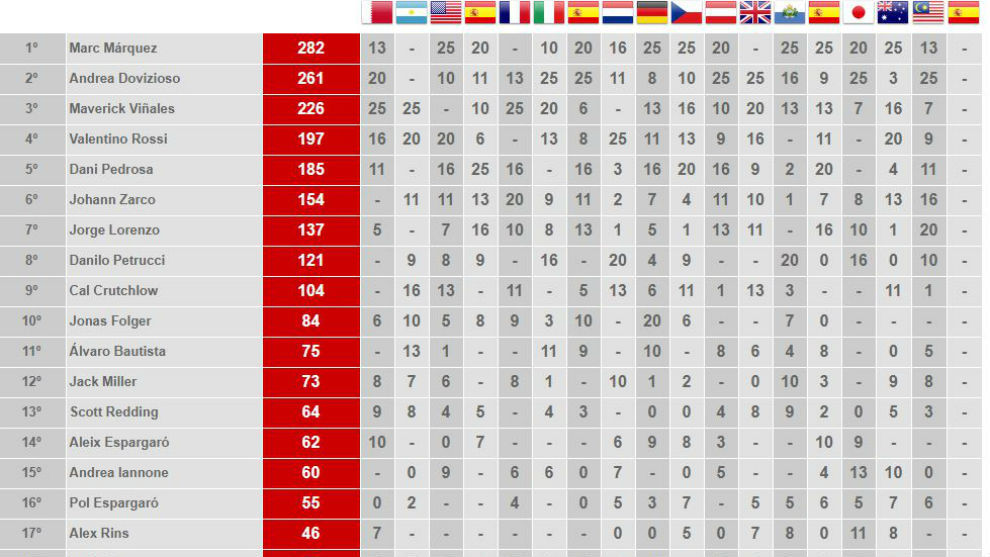 1º Marc Márquez 282 13 - 25 20 - 10 20 16 25 25 20 - 25 25 20 25 13 -
2º Andrea Dovizioso 261 20 - 10 11 13 25 25 11 8 10 25 25 16 9 25 3 25 -
3º Maverick Viñales 226 25 25 - 10 25 20 6 - 13 16 10 20 13 13 7 16 7 -
4º Valentino Rossi 197 16 20 20 6 - 13 8 25 11 13 9 16 - 11 - 20 9 -
5º Dani Pedrosa 185 11 - 16 25 16 - 16 3 16 20 16 9 2 20 - 4 11 -
6º Johann Zarco 154 - 11 11 13 20 9 11 2 7 4 11 10 1 7 8 13 16 -
7º Jorge Lorenzo 137 5 - 7 16 10 8 13 1 5 1 13 11 - 16 10 1 20 -
8º Danilo Petrucci 121 - 9 8 9 - 16 - 20 4 9 - - 20 0 16 0 10 -
9º Cal Crutchlow 104 - 16 13 - 11 - 5 13 6 11 1 13 3 - - 11 1 -
10º Jonas Folger 84 6 10 5 8 9 3 10 - 20 6 - - 7 0 - - - -
11º Álvaro Bautista 75 - 13 1 - - 11 9 - 10 - 8 6 4 8 - 0 5 -
12º Jack Miller 73 8 7 6 - 8 1 - 10 1 2 - 0 10 3 - 9 8 -
13º Scott Redding 64 9 8 4 5 - 4 3 - 0 0 4 8 9 2 0 5 3 -
14º Aleix Espargaró 62 10 - 0 7 - - - 6 9 8 3 - - 10 9 - - -
15º Andrea Iannone 60 - 0 9 - 6 6 0 7 - 0 5 - - 4 13 10 0 -
16º Pol Espargaró 55 0 2 - - 4 - 0 5 3 7 - 5 5 6 5 7 6 -
17º Alex Rins 46 7 - - - - - - 0 0 5 0 7 8 0 11 8 - -